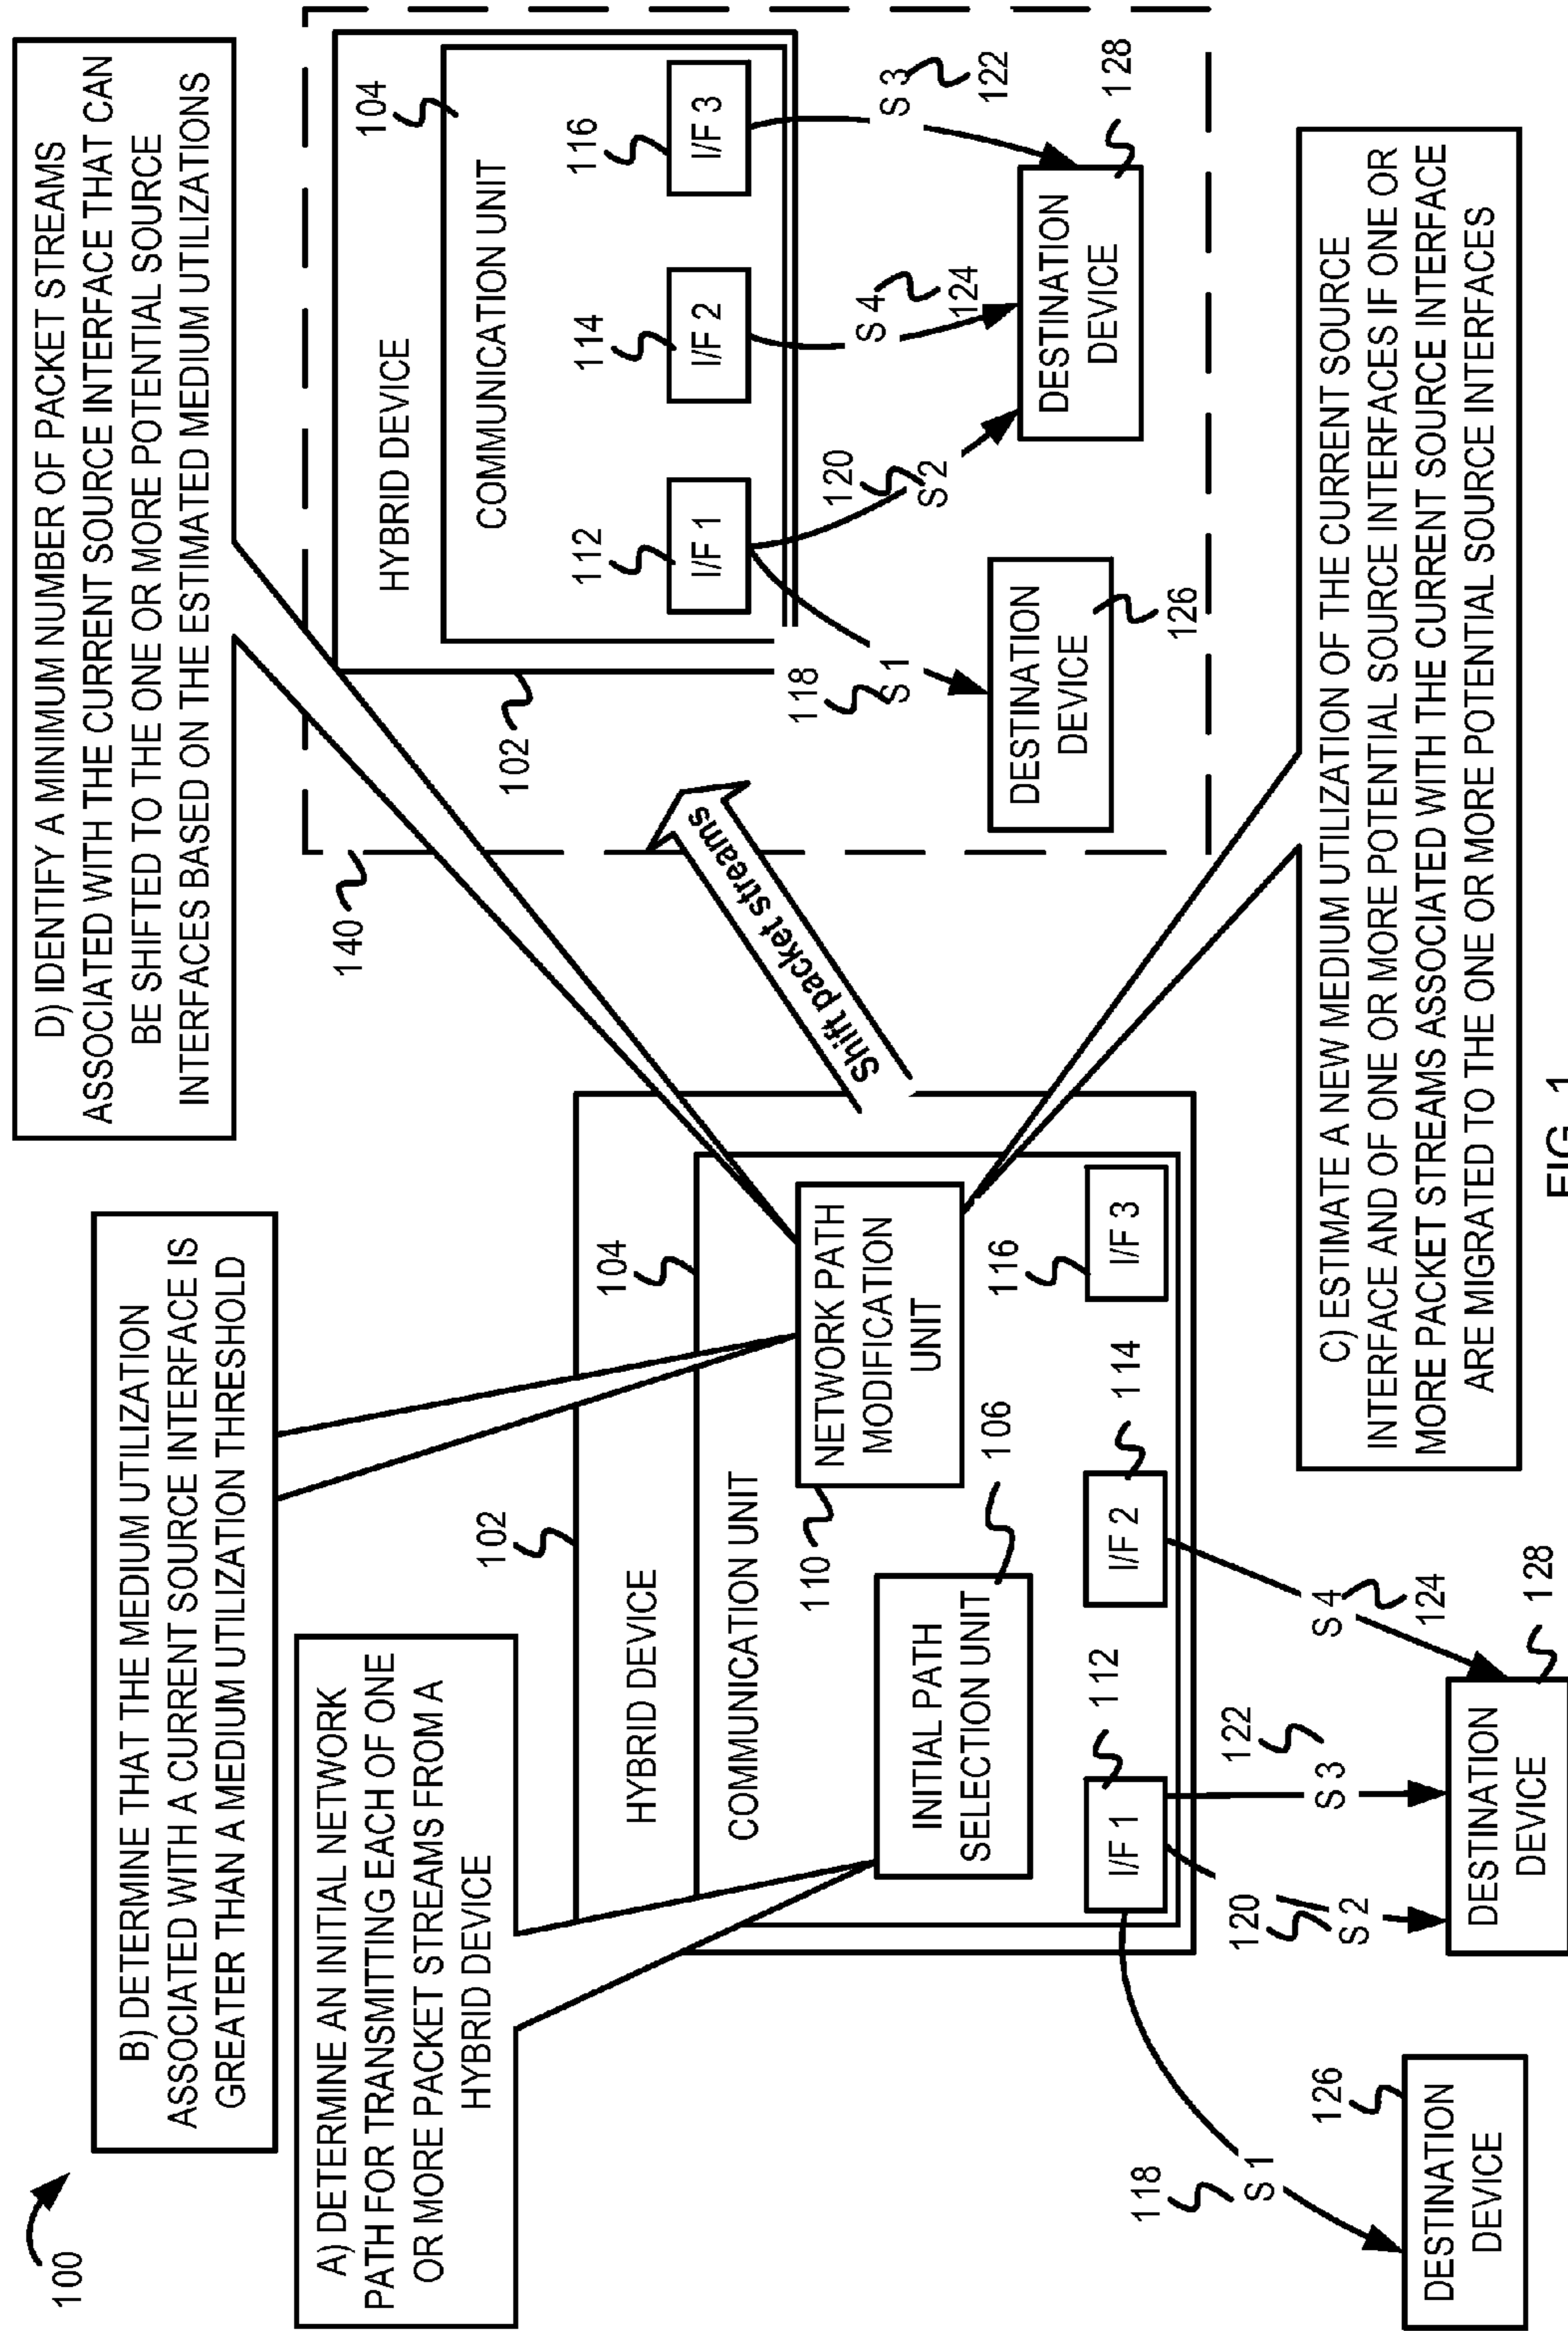 100
A) DETERMINE AN INITIAL NETWORK
PATH FOR TRANSMITTING EACH OF ONE
OR MORE PACKET STREAMS FROM A
HYBRID DEVICE
B) DETERMINE THAT THE MEDIUM UTILIZATION
ASSOCIATED WITH A CURRENT SOURCE INTERFACE IS
GREATER THAN A MEDIUM UTILIZATION THRESHOLD
D) IDENTIFY A MINIMUM NUMBER OF PACKET STREAMS
ASSOCIATED WITH THE CURRENT SOURCE INTERFACE THAT CAN
BE SHIFTED TO THE ONE OR MORE POTENTIAL SOURCE
INTERFACES BASED ON THE ESTIMATED MEDIUM UTILIZATIONS
102
HYBRID DEVICE
104
COMMUNICATION UNIT
INITIAL PATH
SELECTION UNIT
106
110
NETWORK PATH
MODIFICATION
UNIT
112
I/F 1
114
I/F 2
116
I/F 3
118
S 1
120
S 2
122
S 3
124
S 4
126
DESTINATION
DEVICE
128
DESTINATION
DEVICE
Shift packet streams
140
102
HYBRID DEVICE
104
COMMUNICATION UNIT
112
I/F 1
114
I/F 2
116
I/F 3
118
S 1
120
S 2
S 4
124
S 3
122
DESTINATION
DEVICE
126
DESTINATION
DEVICE
128
C) ESTIMATE A NEW MEDIUM UTILIZATION OF THE CURRENT SOURCE
INTERFACE AND OF ONE OR MORE POTENTIAL SOURCE INTERFACES IF ONE OR
MORE PACKET STREAMS ASSOCIATED WITH THE CURRENT SOURCE INTERFACE
ARE MIGRATED TO THE ONE OR MORE POTENTIAL SOURCE INTERFACES
FIG. 1